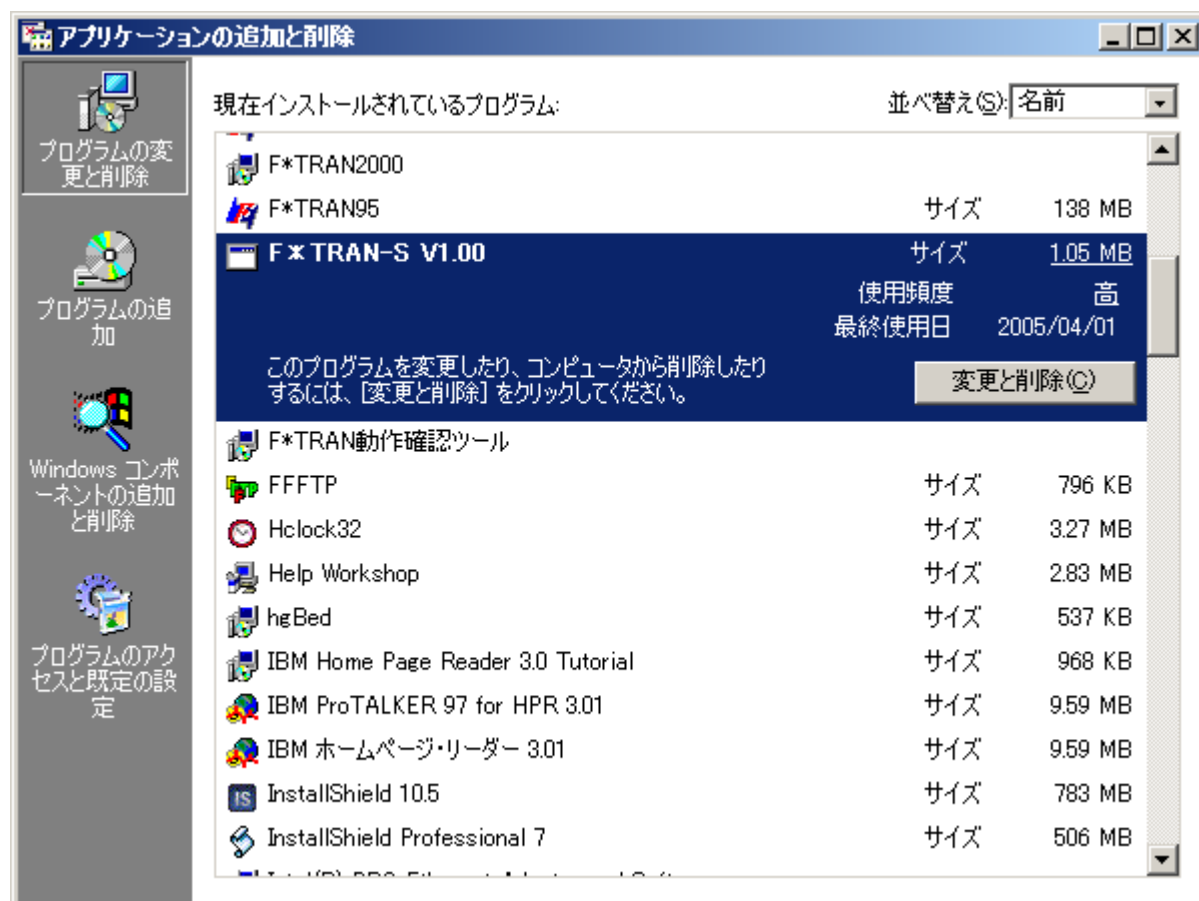 アプリケーションの追加と削除
プログラムの変
更と削除
プログラムの追
加
Windows コンポ
ーネントの追加
と削除
プログラムのアク
セスと既定の設
定
現在インストールされているプログラム:
並べ替え(S): 名前
F*TRAN2000
F*TRAN95 サイズ 138 MB
F*TRAN-S V1.00 サイズ 1.05 MB
使用頻度 高
最終使用日 2005/04/01
このプログラムを変更したり、コンピュータから削除したり
するには、[変更と削除] をクリックしてください。
変更と削除(C)
F*TRAN動作確認ツール
FFFTP サイズ 796 KB
Hclock32 サイズ 3.27 MB
Help Workshop サイズ 2.83 MB
hgBed サイズ 537 KB
IBM Home Page Reader 3.0 Tutorial サイズ 968 KB
IBM ProTALKER 97 for HPR 3.01 サイズ 9.59 MB
IBM ホームページ・リーダー 3.01 サイズ 9.59 MB
InstallShield 10.5 サイズ 783 MB
InstallShield Professional 7 サイズ 506 MB